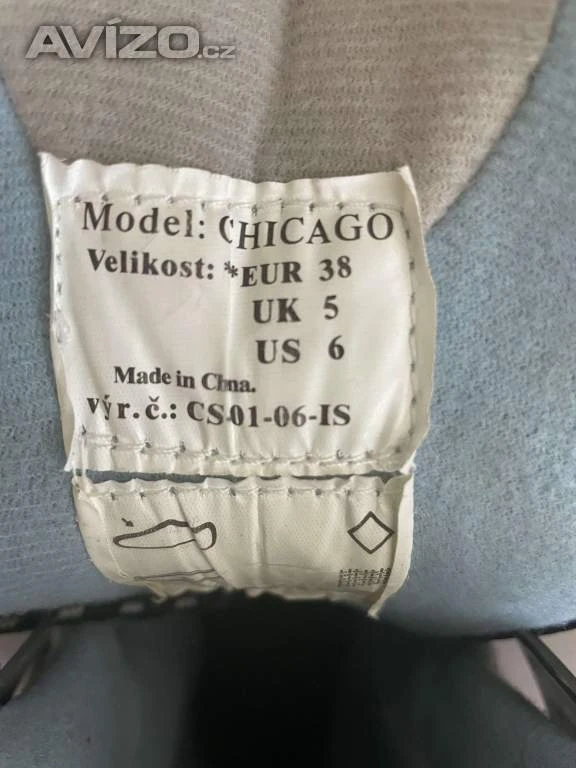 AVÍZO.cz
Model: CHICAGO
Velikost: *EUR 38
UK 5
US 6
Made in China.
výr.č.: CS-01-06-IS